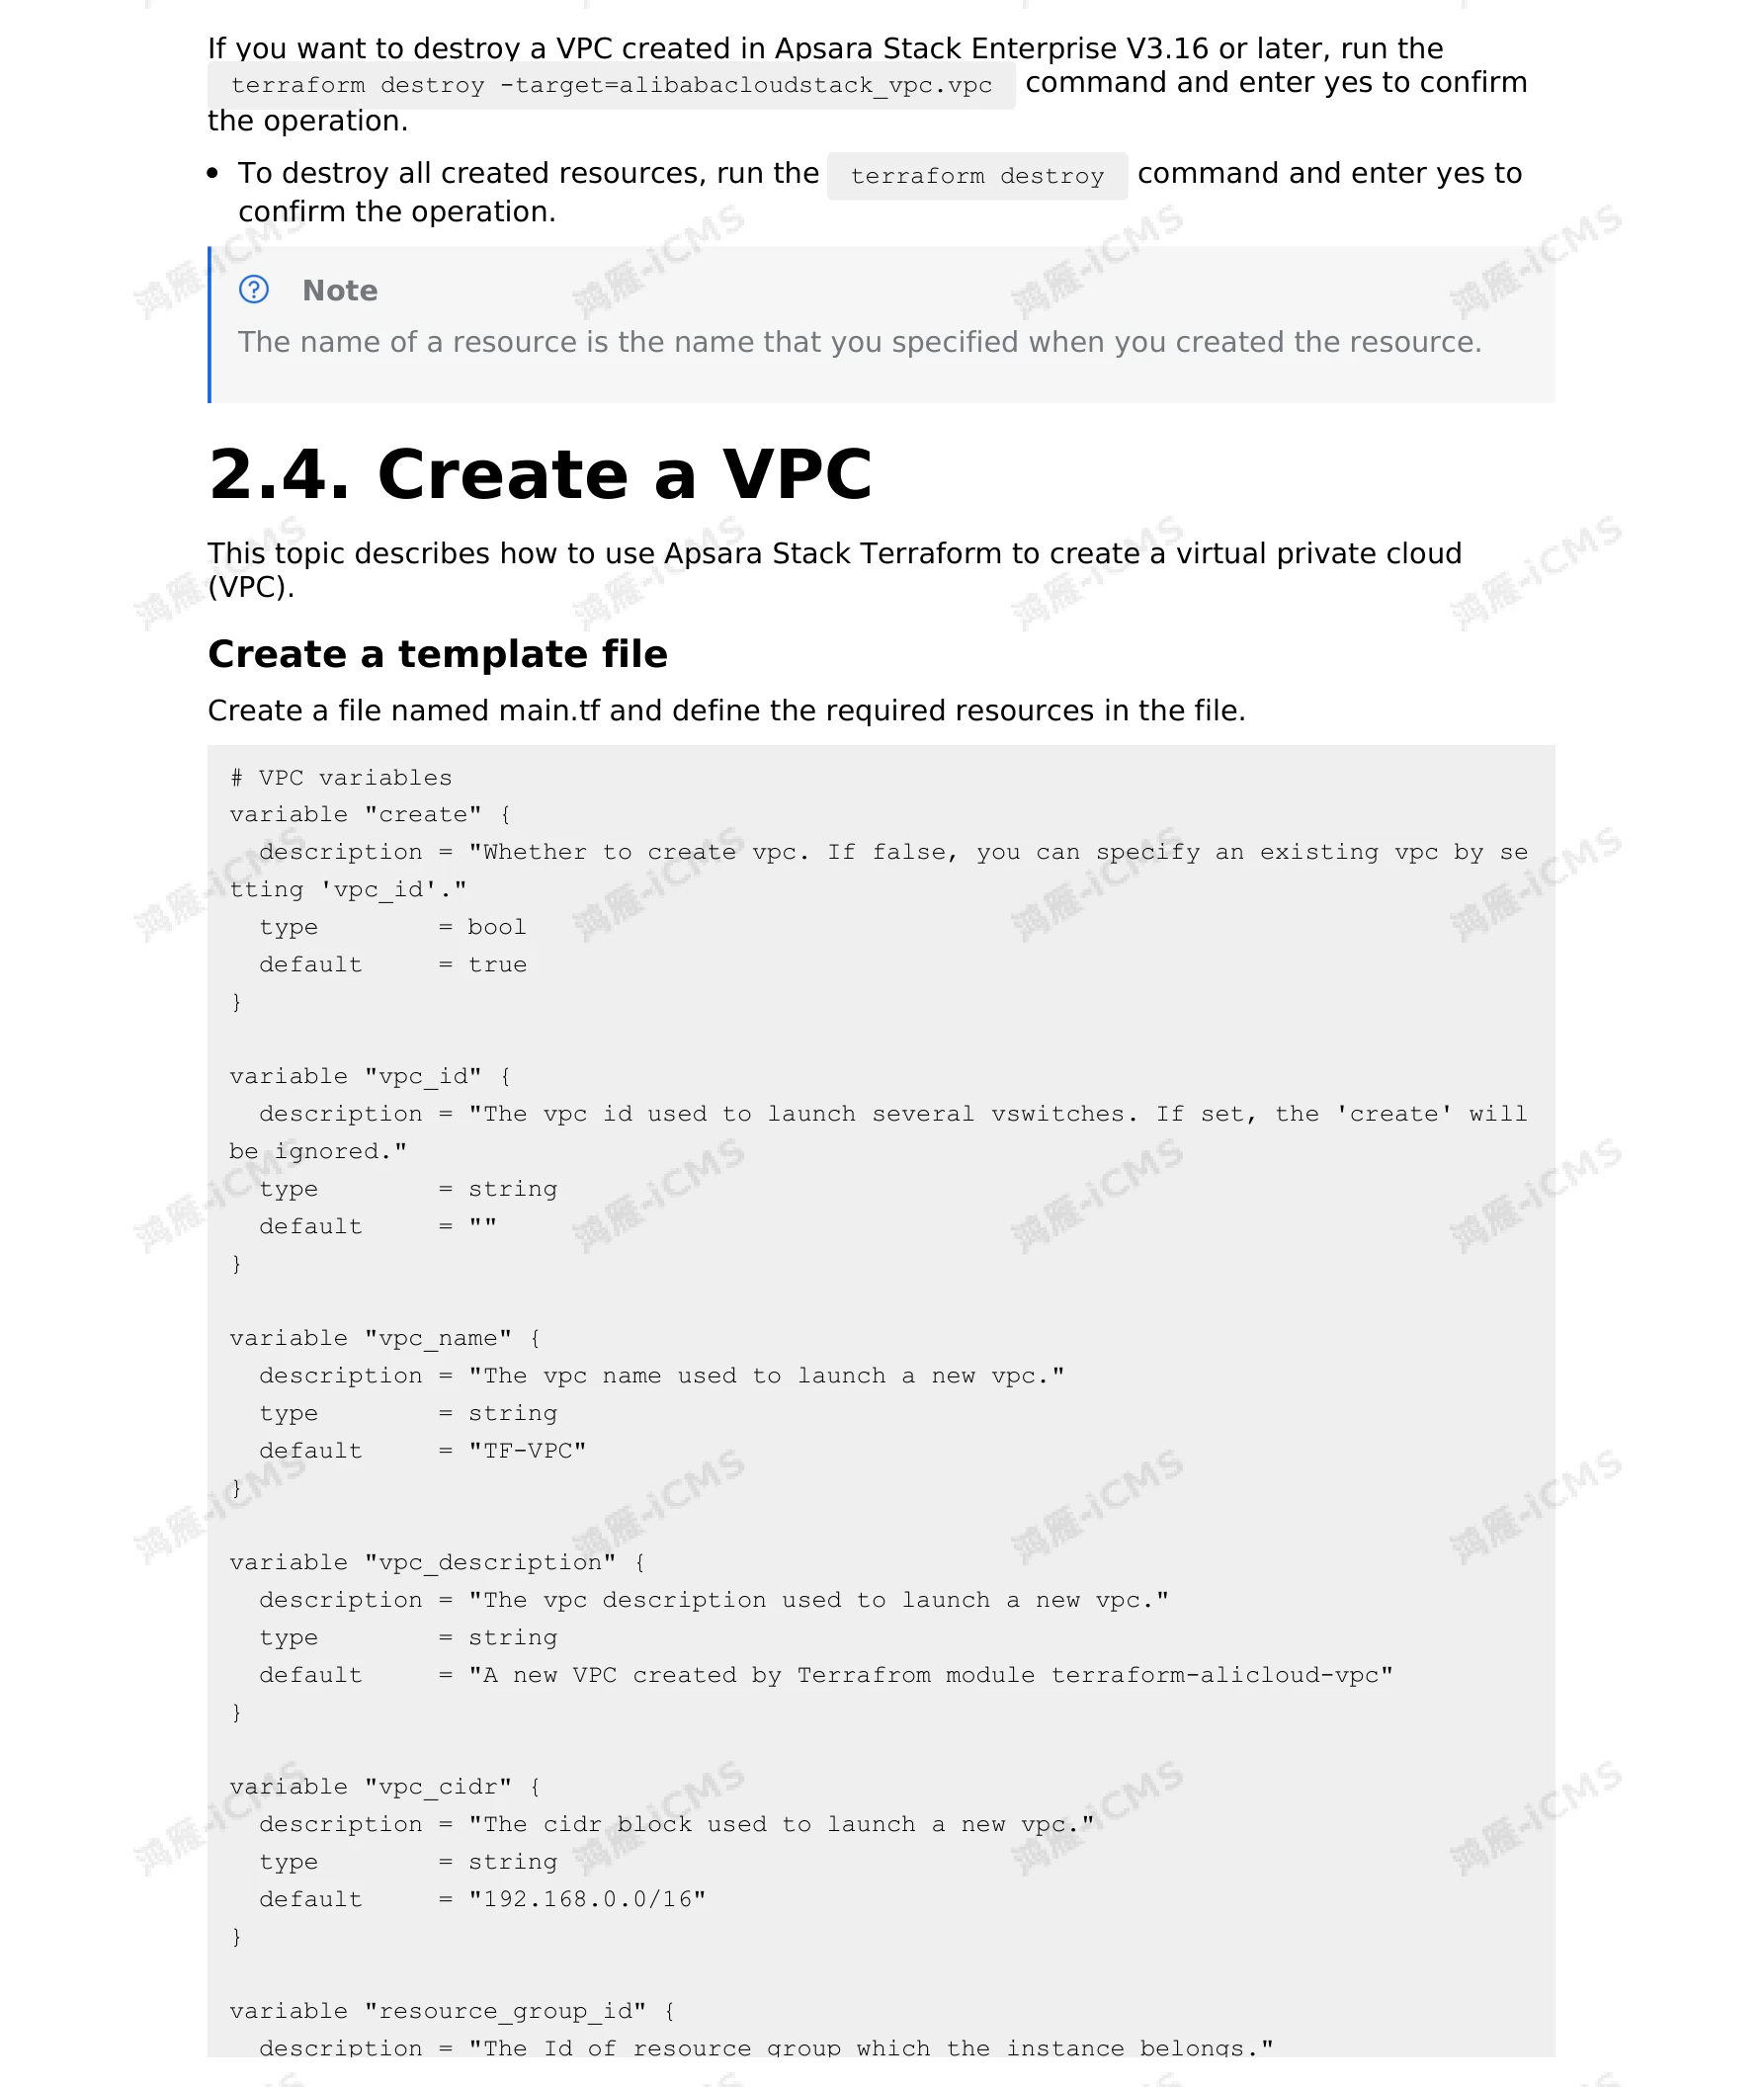 If you want to destroy a VPC created in Apsara Stack Enterprise V3.16 or later, run the
terraform destroy -target=alibabacloudstack_vpc.vpc command and enter yes to confirm
the operation.
• To destroy all created resources, run the terraform destroy command and enter yes to
confirm the operation.
Note
The name of a resource is the name that you specified when you created the resource.
2.4. Create a VPC
This topic describes how to use Apsara Stack Terraform to create a virtual private cloud
(VPC).
Create a template file
Create a file named main.tf and define the required resources in the file.
# VPC variables
variable "create" {
  description = "Whether to create vpc. If false, you can specify an existing vpc by se
tting 'vpc_id'."
  type        = bool
  default     = true
}
variable "vpc_id" {
  description = "The vpc id used to launch several vswitches. If set, the 'create' will
be ignored."
  type        = string
  default     = ""
}
variable "vpc_name" {
  description = "The vpc name used to launch a new vpc."
  type        = string
  default     = "TF-VPC"
}
variable "vpc_description" {
  description = "The vpc description used to launch a new vpc."
  type        = string
  default     = "A new VPC created by Terrafrom module terraform-alicloud-vpc"
}
variable "vpc_cidr" {
  description = "The cidr block used to launch a new vpc."
  type        = string
  default     = "192.168.0.0/16"
}
variable "resource_group_id" {
  description = "The Id of resource group which the instance belongs."
鸿雁-iCMS